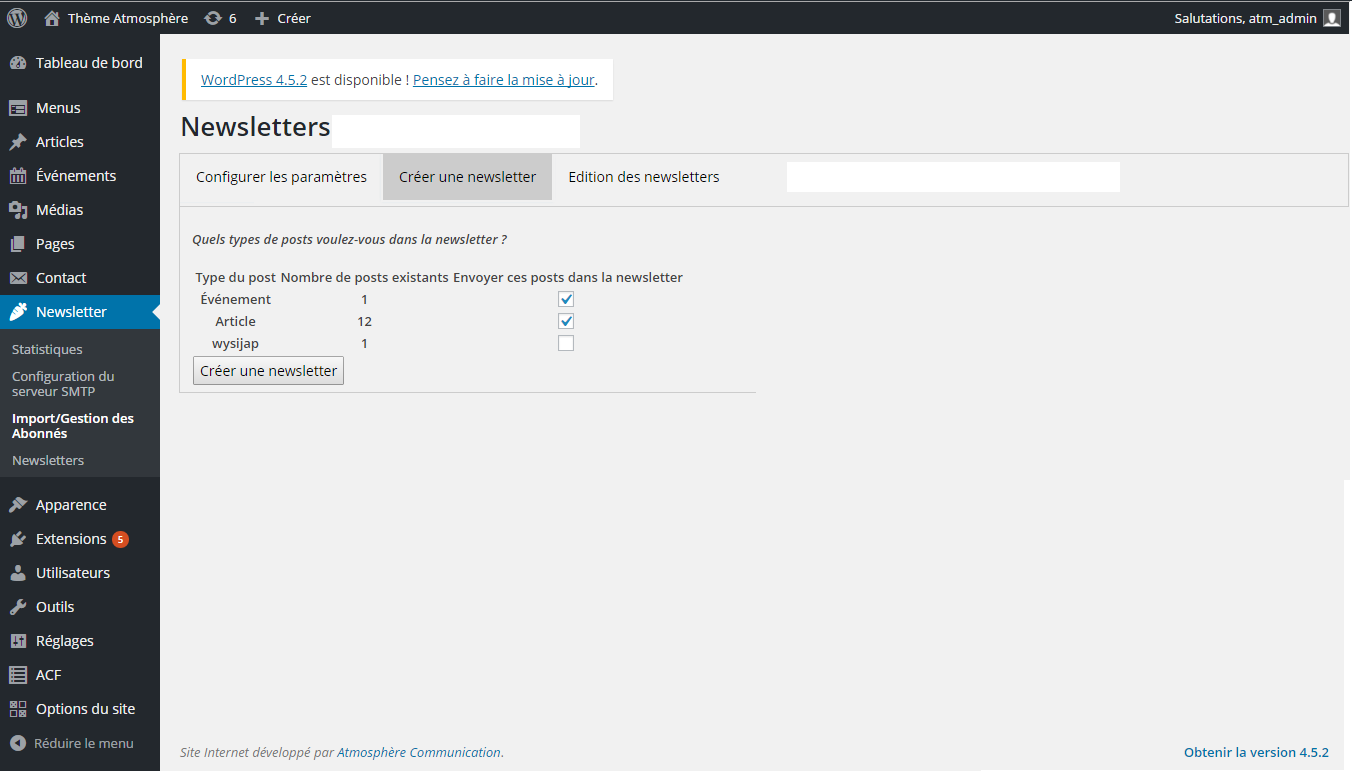 Thème Atmosphère 6 Créer Salutations, atm_admin
Tableau de bord
Menus
Articles
Événements
Médias
Pages
Contact
Newsletter
Statistiques
Configuration du
serveur SMTP
Import/Gestion des
Abonnés
Newsletters
Apparence
Extensions 5
Utilisateurs
Outils
Réglages
ACF
Options du site
Réduire le menu
WordPress 4.5.2 est disponible ! Pensez à faire la mise à jour.
Newsletters
Configurer les paramètres Créer une newsletter Edition des newsletters
Quels types de posts voulez-vous dans la newsletter ?
Type du post Nombre de posts existants Envoyer ces posts dans la newsletter
Événement 1
Article 12
wysijap 1
Créer une newsletter
Site Internet développé par Atmosphère Communication. Obtenir la version 4.5.2